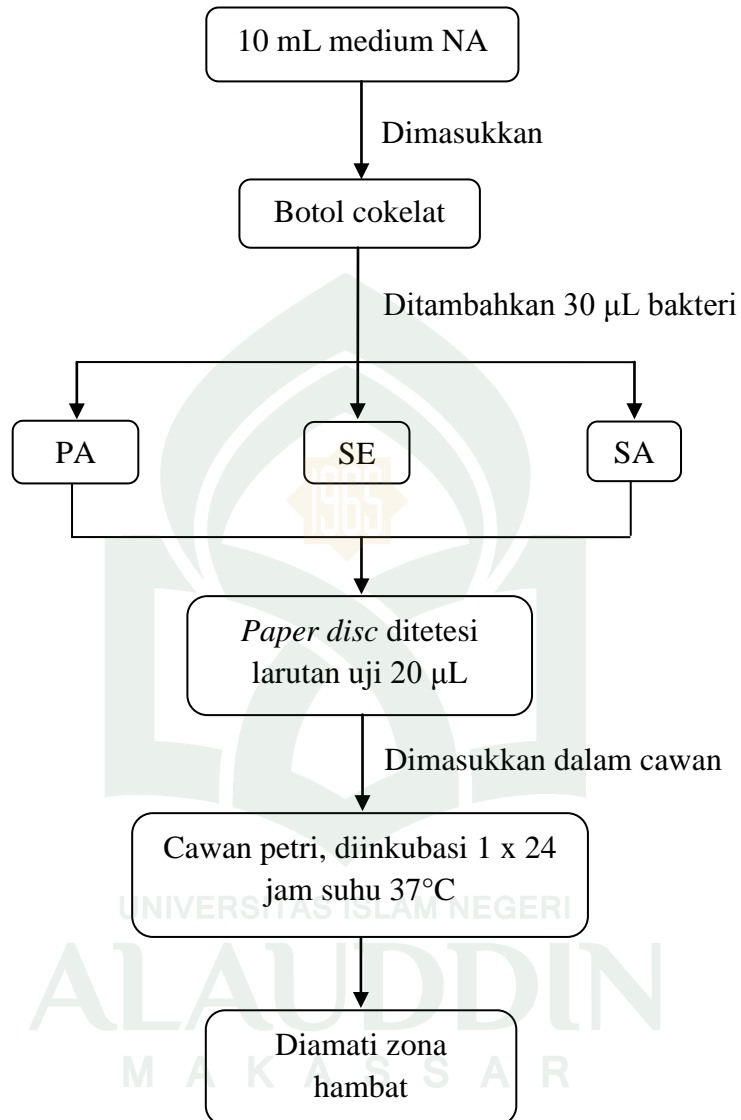 10 mL medium NA
Dimasukkan
Botol cokelat
Ditambahkan 30 μL bakteri
PA
SE
SA
1965
Paper disc ditetesi
larutan uji 20 μL
Dimasukkan dalam cawan
Cawan petri, diinkubasi 1 x 24
jam suhu 37°C
UNIVERSITAS ISLAM NEGERI
ALAUDDIN
Diamati zona
hambat
MAKASSAR